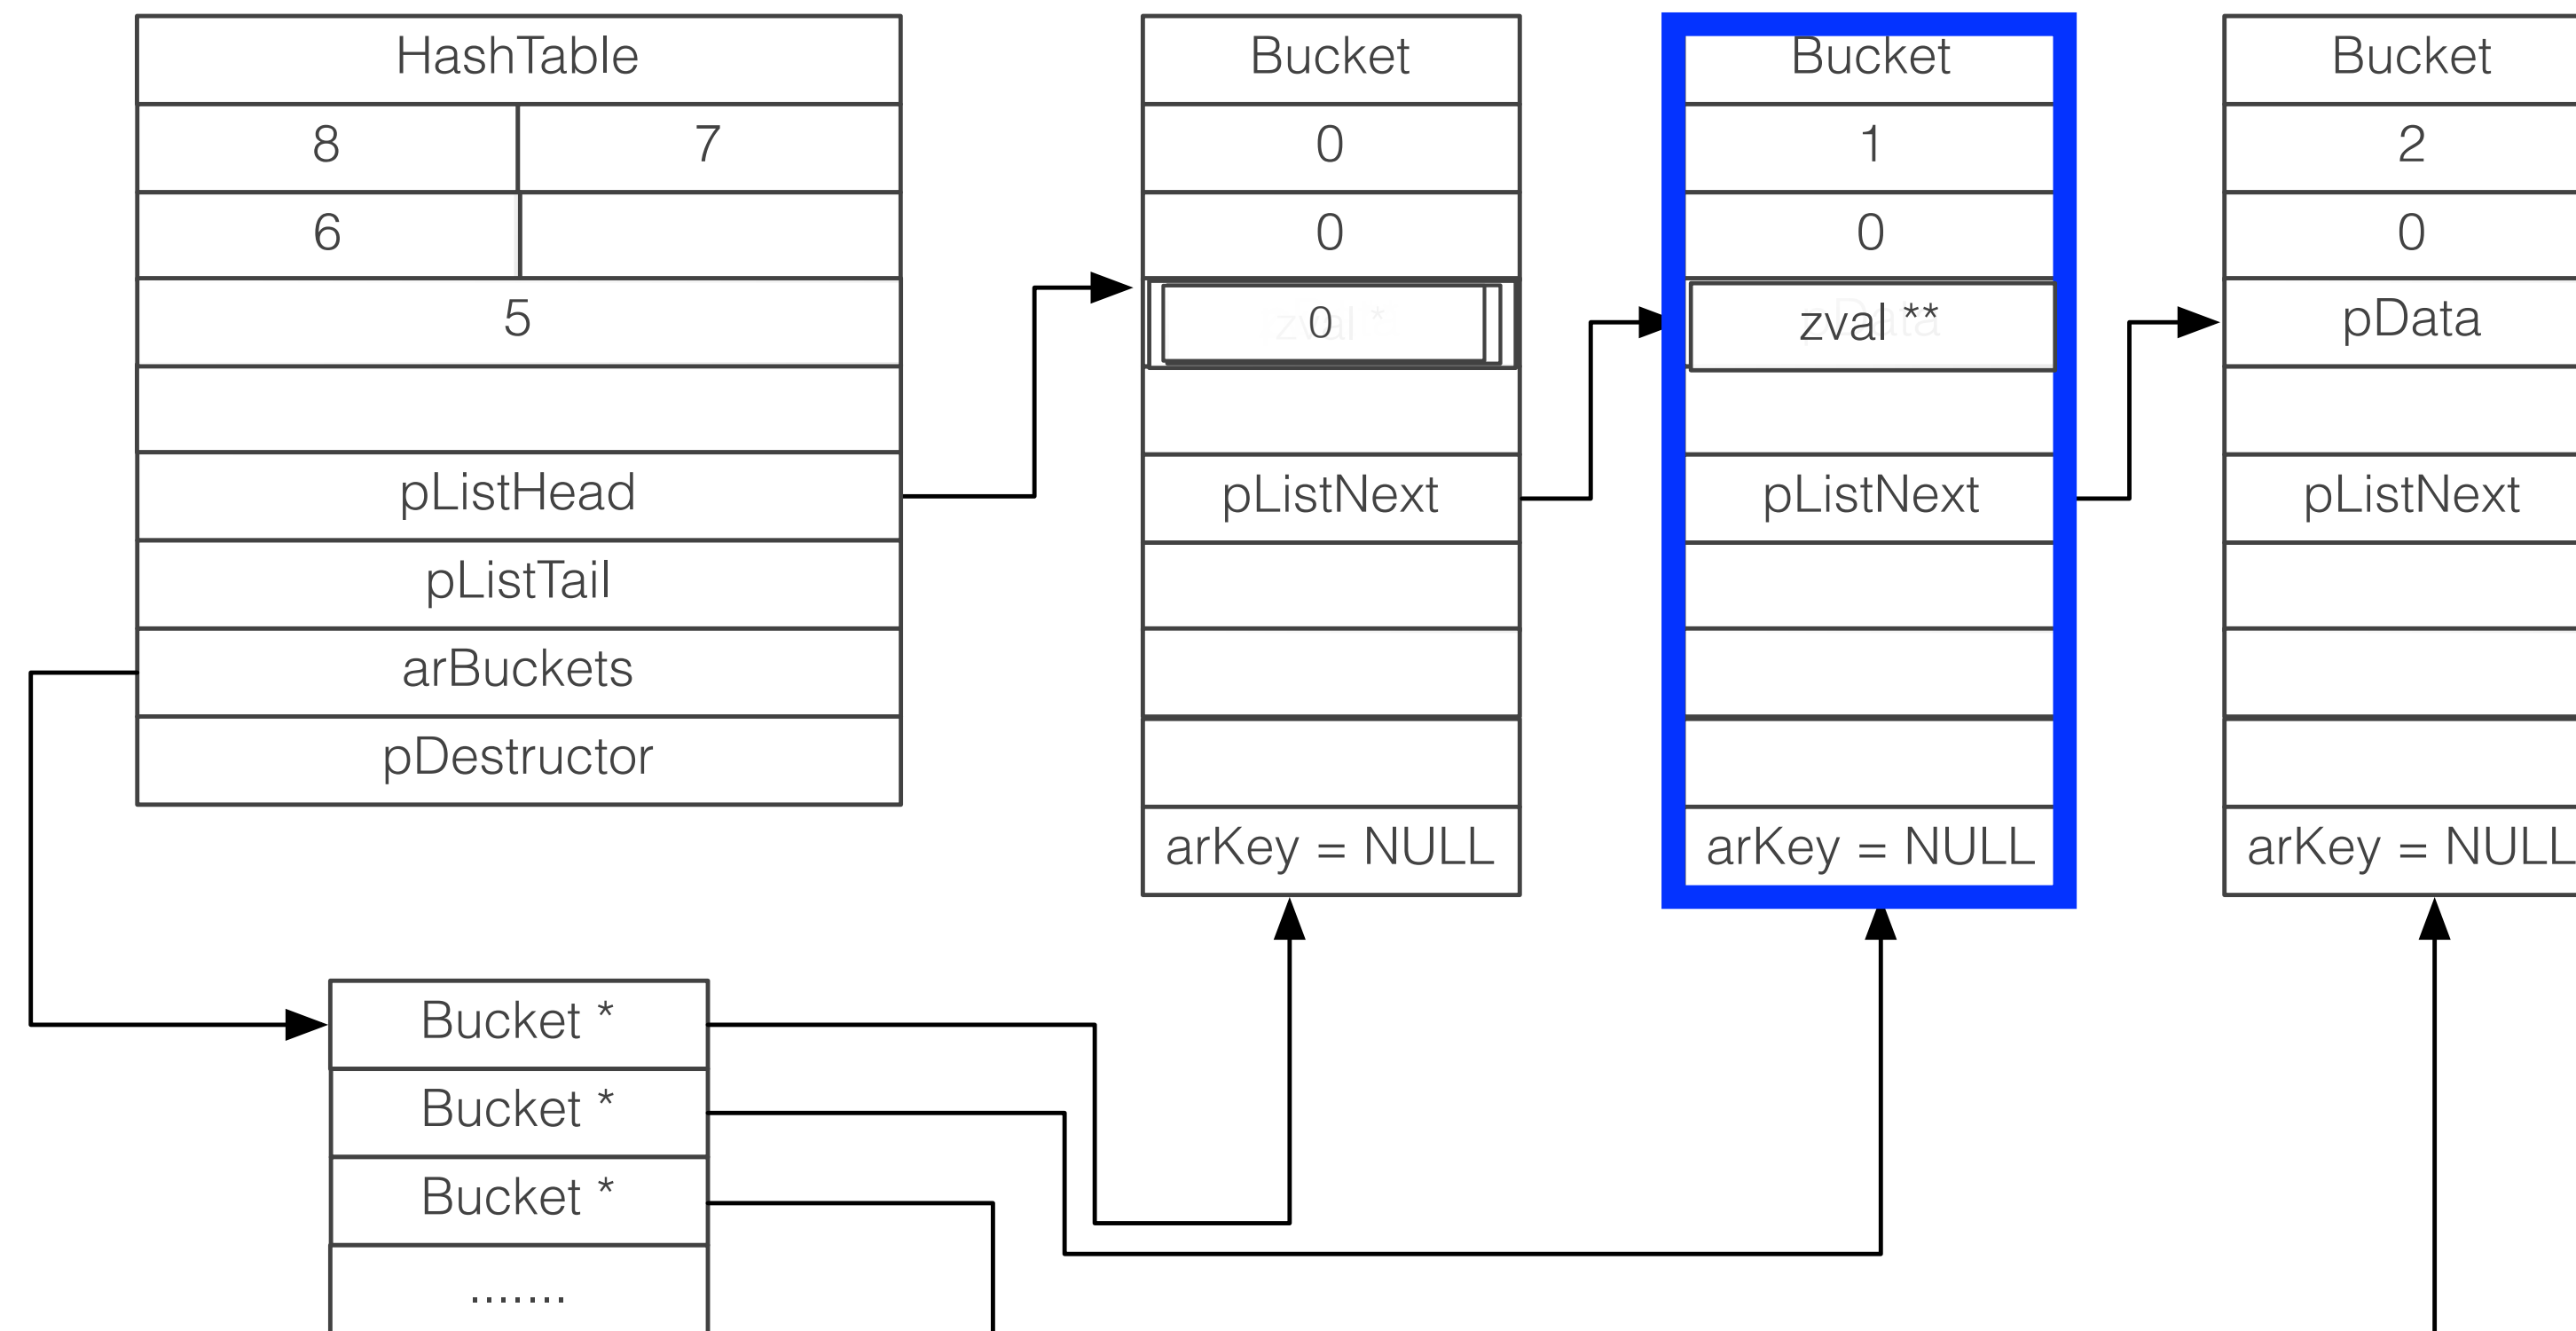 HashTable
8 7
6
5
pListHead
pListTail
arBuckets
pDestructor
Bucket
0
0
0
pListNext
arKey = NULL
Bucket
1
0
zval **
pListNext
arKey = NULL
Bucket
2
0
pData
pListNext
arKey = NULL
Bucket *
Bucket *
Bucket *
.......